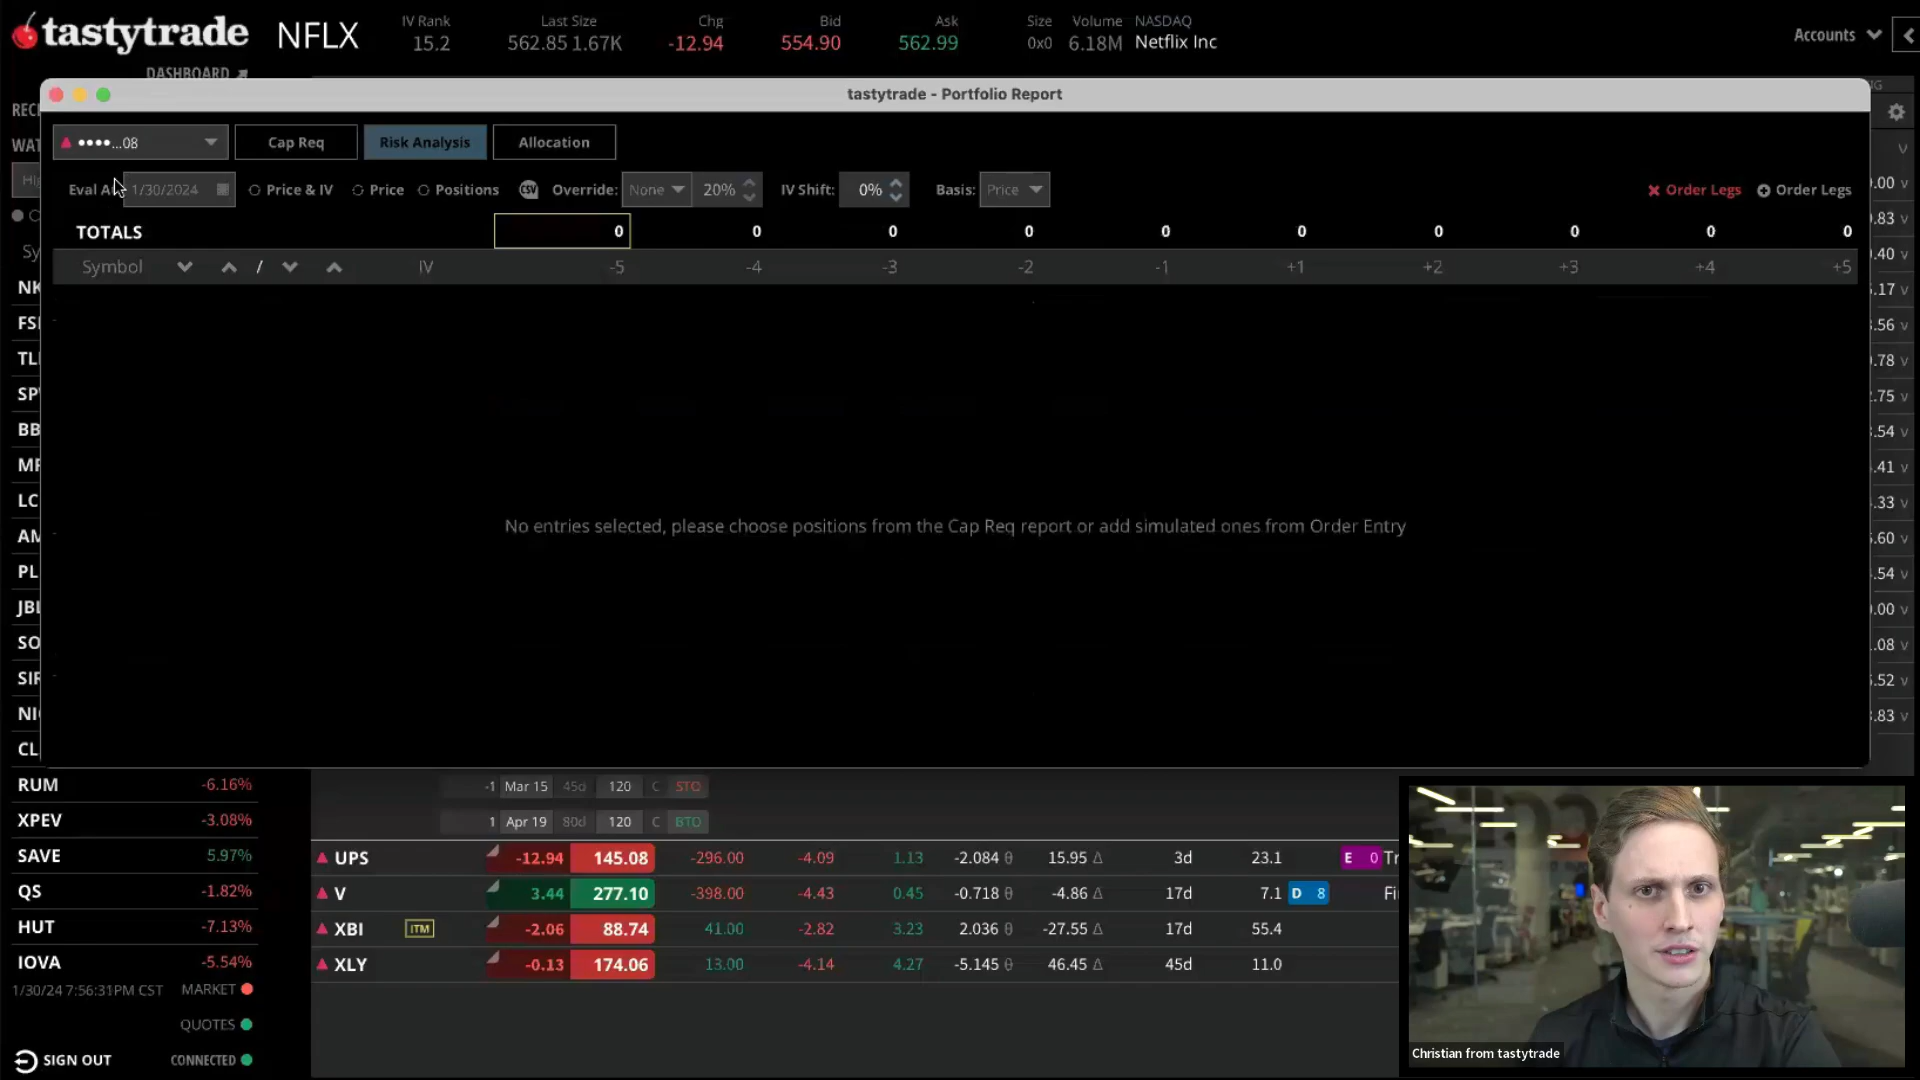 tastytrade NFLX IV Rank Last Size Chg Bid Ask Size Volume NASDAQ
15.2 562.85 1.67K -12.94 554.90 562.99 0x0 6.18M Netflix Inc Accounts
DASHBOARD
tastytrade - Portfolio Report
••••...08 Cap Req Risk Analysis Allocation
1/30/2024 Price & IV Price Positions CSV Override: None 20% IV Shift: 0% Basis: Price Order Legs Order Legs
TOTALS 0 0 0 0 0 0 0 0 0 0
Symbol / IV -5 -4 -3 -2 -1 +1 +2 +3 +4 +5
No entries selected, please choose positions from the Cap Req report or add simulated ones from Order Entry
RUM -6.16% -1 Mar 15 45d 120 C STO
XPEV -3.08% 1 Apr 19 80d 120 C BTO
SAVE 5.97% UPS -12.94 145.08 -296.00 -4.09 1.13 -2.084 θ 15.95 Δ 3d 23.1 E 0
QS -1.82% V 3.44 277.10 -398.00 -4.43 0.45 -0.718 θ -4.86 Δ 17d 7.1 D 8
HUT -7.13% XBI ITM -2.06 88.74 41.00 -2.82 3.23 2.036 θ -27.55 Δ 17d 55.4
IOVA -5.54% XLY -0.13 174.06 13.00 -4.14 4.27 -5.145 θ 46.45 Δ 45d 11.0
1/30/24 7:56:31PM CST MARKET
QUOTES
SIGN OUT CONNECTED
Christian from tastytrade